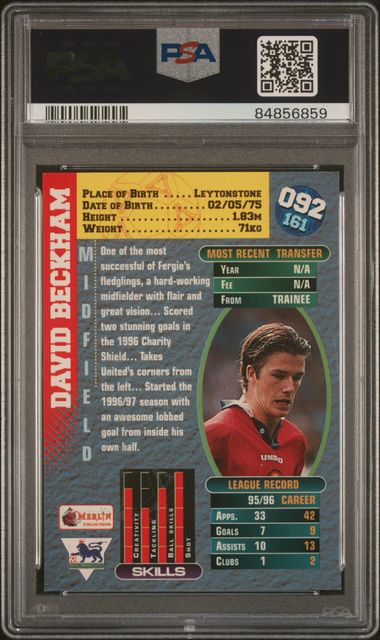 PSA
PSA
84856859
DAVID BECKHAM
MIDFIELD
PLACE OF BIRTH ..... LEYTONSTONE
DATE OF BIRTH .......... 02/05/75
HEIGHT .................... 1.83M
WEIGHT .................... 71KG
092
161
One of the most
successful of Fergie's
fledglings, a hard-working
midfielder with flair and
great vision... Scored
two stunning goals in
the 1996 Charity
Shield... Takes
United's corners from
the left... Started the
1996/97 season with
an awesome lobbed
goal from inside his
own half.
MOST RECENT TRANSFER
YEAR N/A
FEE N/A
FROM TRAINEE
UMBRO
MERLIN
COLLECTIONS
CREATIVITY
TACKLING
BALL SKILLS
SHOT
SKILLS
LEAGUE RECORD
95/96 CAREER
APPS. 33 42
GOALS 7 9
ASSISTS 10 13
CLUBS 1 2